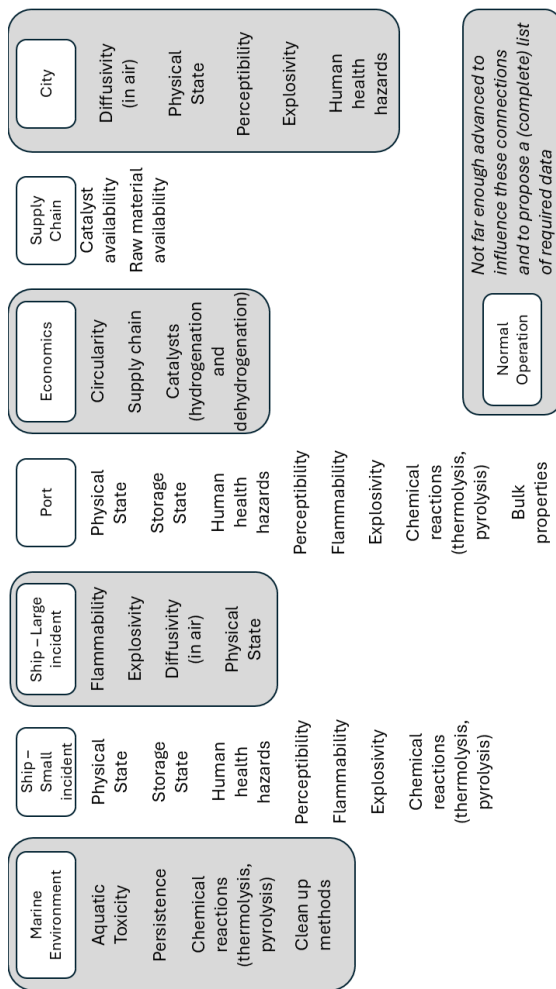 Marine
Environment
Aquatic
Toxicity
Persistence
Chemical
reactions
(thermolysis,
pyrolysis)
Clean up
methods
Ship –
Small
incident
Physical
State
Storage
State
Human
health
hazards
Perceptibility
Flammability
Explosivity
Chemical
reactions
(thermolysis,
pyrolysis)
Ship – Large
incident
Flammability
Explosivity
Diffusivity
(in air)
Physical
State
Port
Physical
State
Storage
State
Human
health
hazards
Perceptibility
Flammability
Explosivity
Chemical
reactions
(thermolysis,
pyrolysis)
Bulk
properties
Economics
Circularity
Supply chain
Catalysts
(hydrogenation
and
dehydrogenation)
Supply
Chain
Catalyst
availability
Raw material
availability
City
Diffusivity
(in air)
Physical
State
Perceptibility
Explosivity
Human
health
hazards
Normal
Operation
Not far enough advanced to
influence these connections
and to propose a (complete) list
of required data